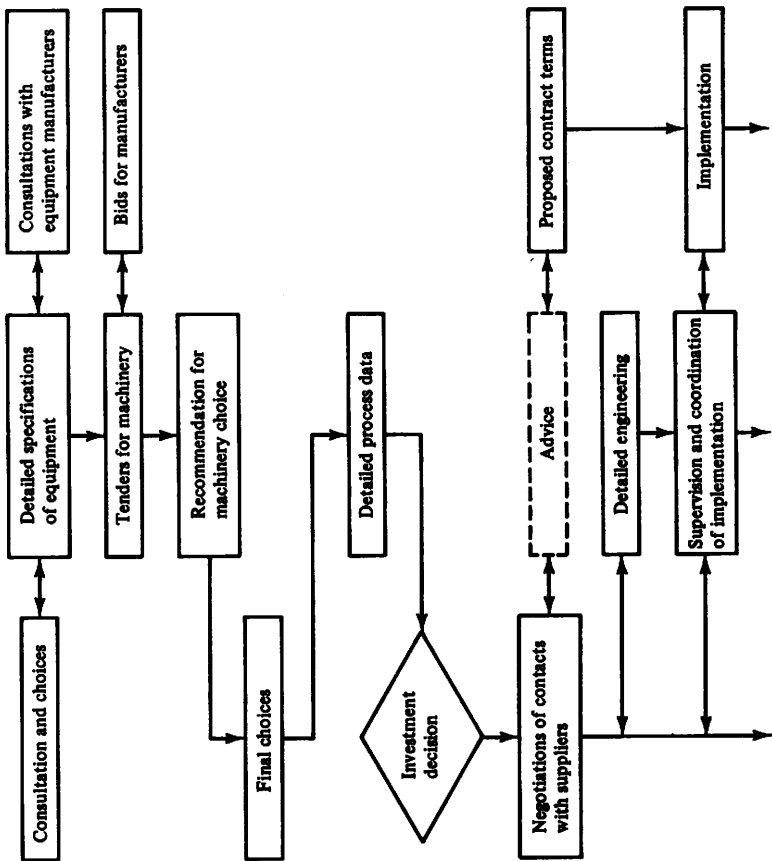 Consultation and choices
Detailed specifications
of equipment
Consultations with
equipment manufacturers
Tenders for machinery
Bids for manufacturers
Recommendation for
machinery choice
Final choices
Detailed process data
Investment
decision
Negotiations of contacts
with suppliers
Advice
Proposed contract terms
Detailed engineering
Supervision and coordination
of implementation
Implementation